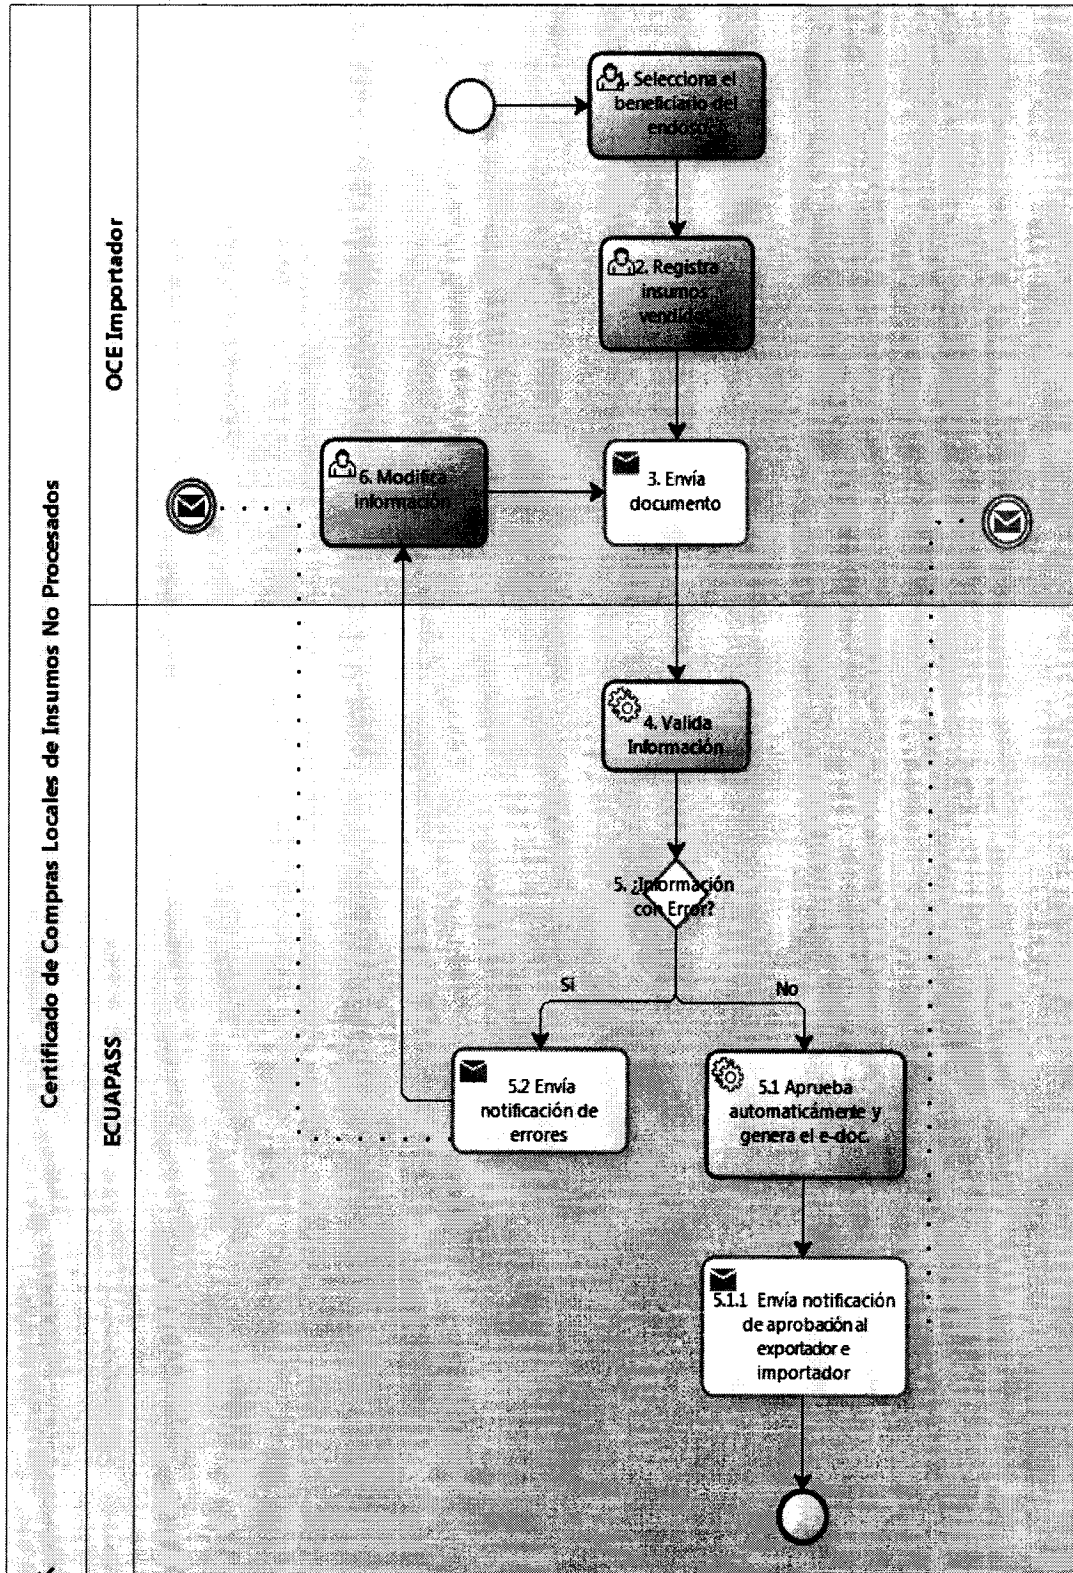 Certificado de Compras Locales de Insumos No Procesados
OCE Importador
1. Selecciona el
beneficiario del
endoso
2. Registra
insumos
vendidos
6. Modifica
información
3. Envía
documento
ECUAPASS
4. Valida
Información
5. ¿Información
con Error?
Si
No
5.2 Envía
notificación de
errores
5.1 Aprueba
automaticámente y
genera el e-doc.
5.1.1 Envía notificación
de aprobación al
exportador e
importador